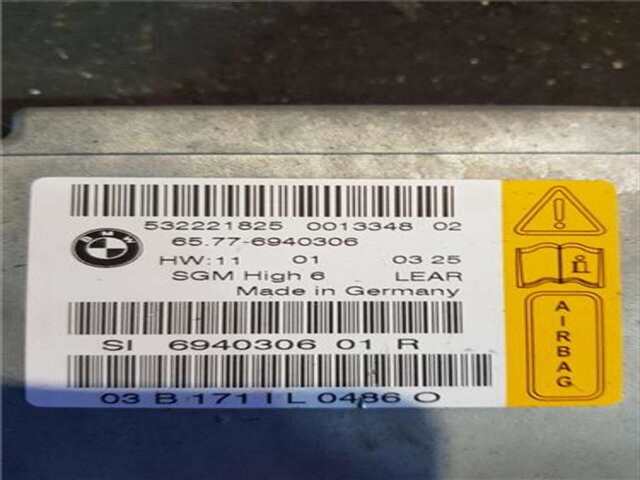 532221825 0013348 02
BMW
65.77-6940306
HW:11 01 03 25
SGM High 6 LEAR
Made in Germany
SI 6940306 01 R
03 B 171 I L 0486 O
i
AIRBAG